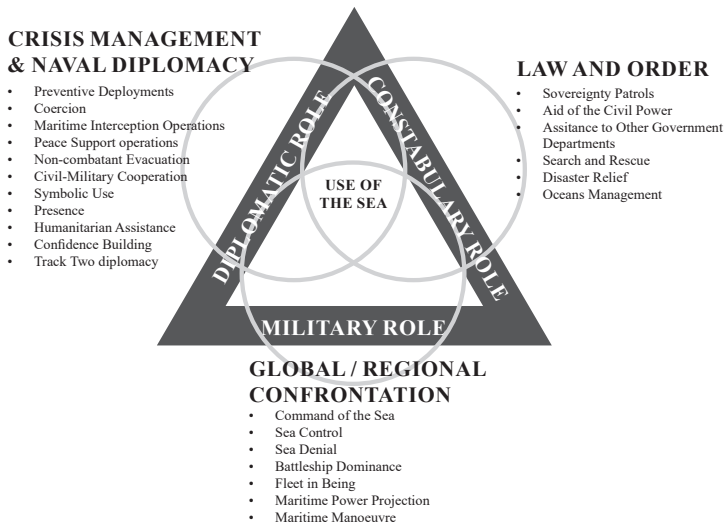 CRISIS MANAGEMENT
& NAVAL DIPLOMACY
• Preventive Deployments
• Coercion
• Maritime Interception Operations
• Peace Support operations
• Non-combatant Evacuation
• Civil-Military Cooperation
• Symbolic Use
• Presence
• Humanitarian Assistance
• Confidence Building
• Track Two diplomacy
DIPLOMATIC ROLE
CONSTABULARY ROLE
USE OF
THE SEA
MILITARY ROLE
LAW AND ORDER
• Sovereignty Patrols
• Aid of the Civil Power
• Assitance to Other Government
Departments
• Search and Rescue
• Disaster Relief
• Oceans Management
GLOBAL / REGIONAL
CONFRONTATION
• Command of the Sea
• Sea Control
• Sea Denial
• Battleship Dominance
• Fleet in Being
• Maritime Power Projection
• Maritime Manoeuvre